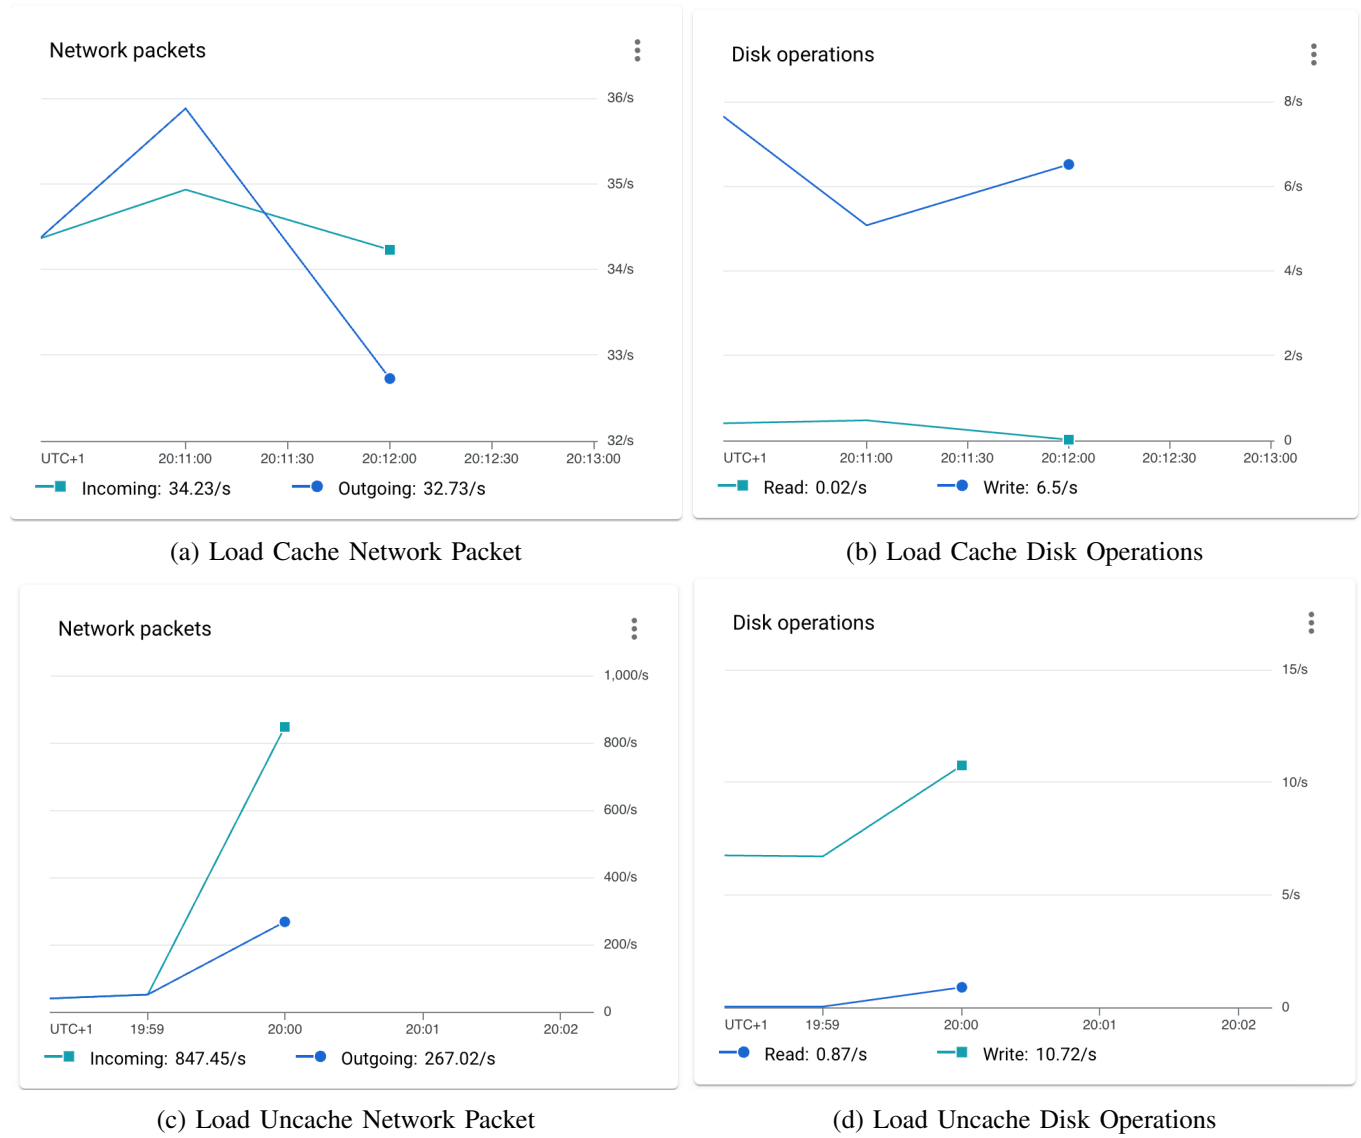 Network packets
36/s
35/s
34/s
33/s
32/s
UTC+1 20:11:00 20:11:30 20:12:00 20:12:30 20:13:00
Incoming: 34.23/s Outgoing: 32.73/s
(a) Load Cache Network Packet
Disk operations
8/s
6/s
4/s
2/s
0
UTC+1 20:11:00 20:11:30 20:12:00 20:12:30 20:13:00
Read: 0.02/s Write: 6.5/s
(b) Load Cache Disk Operations
Network packets
1,000/s
800/s
600/s
400/s
200/s
0
UTC+1 19:59 20:00 20:01 20:02
Incoming: 847.45/s Outgoing: 267.02/s
(c) Load Uncache Network Packet
Disk operations
15/s
10/s
5/s
0
UTC+1 19:59 20:00 20:01 20:02
Read: 0.87/s Write: 10.72/s
(d) Load Uncache Disk Operations